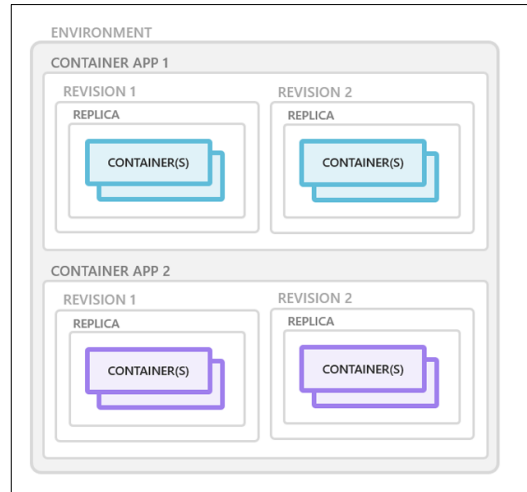 ENVIRONMENT
CONTAINER APP 1
REVISION 1
REPLICA
CONTAINER(S)
REVISION 2
REPLICA
CONTAINER(S)
CONTAINER APP 2
REVISION 1
REPLICA
CONTAINER(S)
REVISION 2
REPLICA
CONTAINER(S)